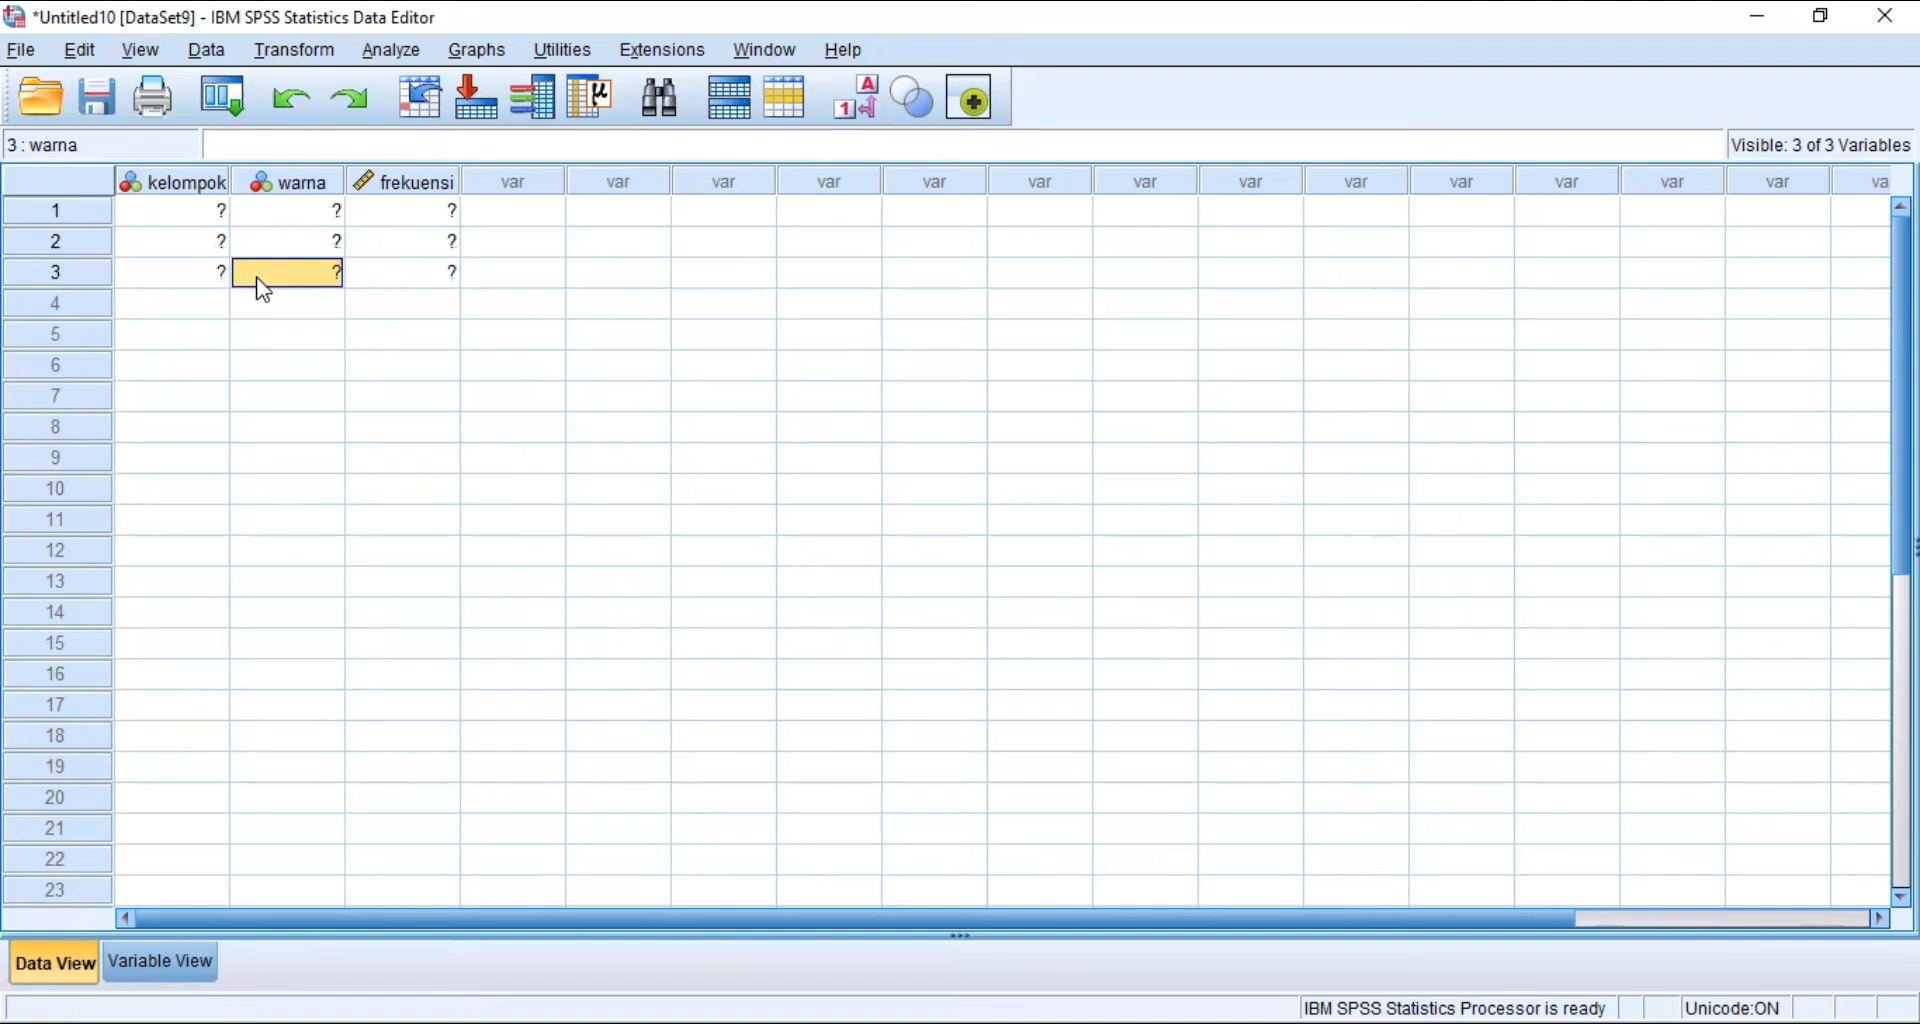 *Untitled10 [DataSet9] - IBM SPSS Statistics Data Editor
File Edit View Data Transform Analyze Graphs Utilities Extensions Window Help
3 : warna Visible: 3 of 3 Variables
kelompok warna frekuensi var var var var var var var var var var var var var va
1 ? ? ?
2 ? ? ?
3 ? ? ?
4
5
6
7
8
9
10
11
12
13
14
15
16
17
18
19
20
21
22
23
Data View Variable View
IBM SPSS Statistics Processor is ready Unicode:ON